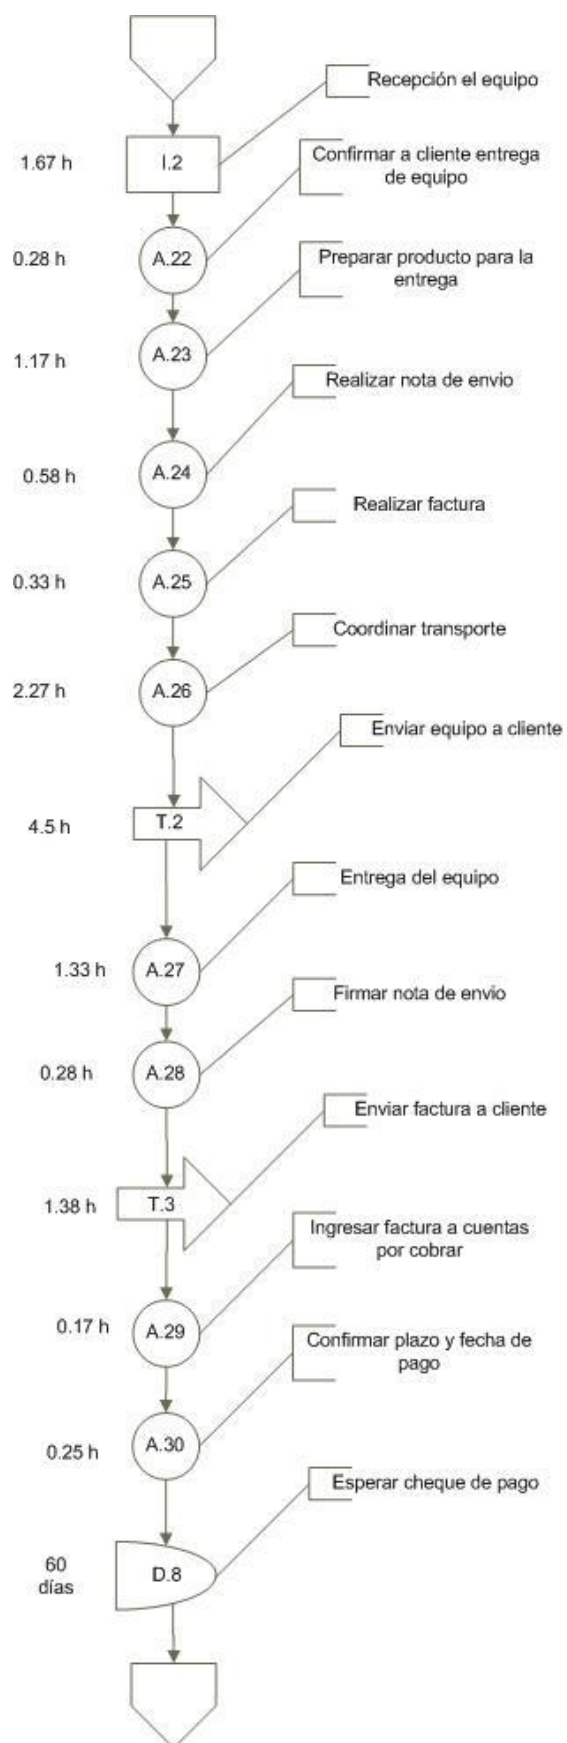 Recepción el equipo
1.67 h
I.2
Confirmar a cliente entrega
de equipo
0.28 h
A.22
Preparar producto para la
entrega
1.17 h
A.23
Realizar nota de envio
0.58 h
A.24
Realizar factura
0.33 h
A.25
Coordinar transporte
2.27 h
A.26
Enviar equipo a cliente
4.5 h
T.2
Entrega del equipo
1.33 h
A.27
Firmar nota de envio
0.28 h
A.28
Enviar factura a cliente
1.38 h
T.3
Ingresar factura a cuentas
por cobrar
0.17 h
A.29
Confirmar plazo y fecha de
pago
0.25 h
A.30
Esperar cheque de pago
60
días
D.8